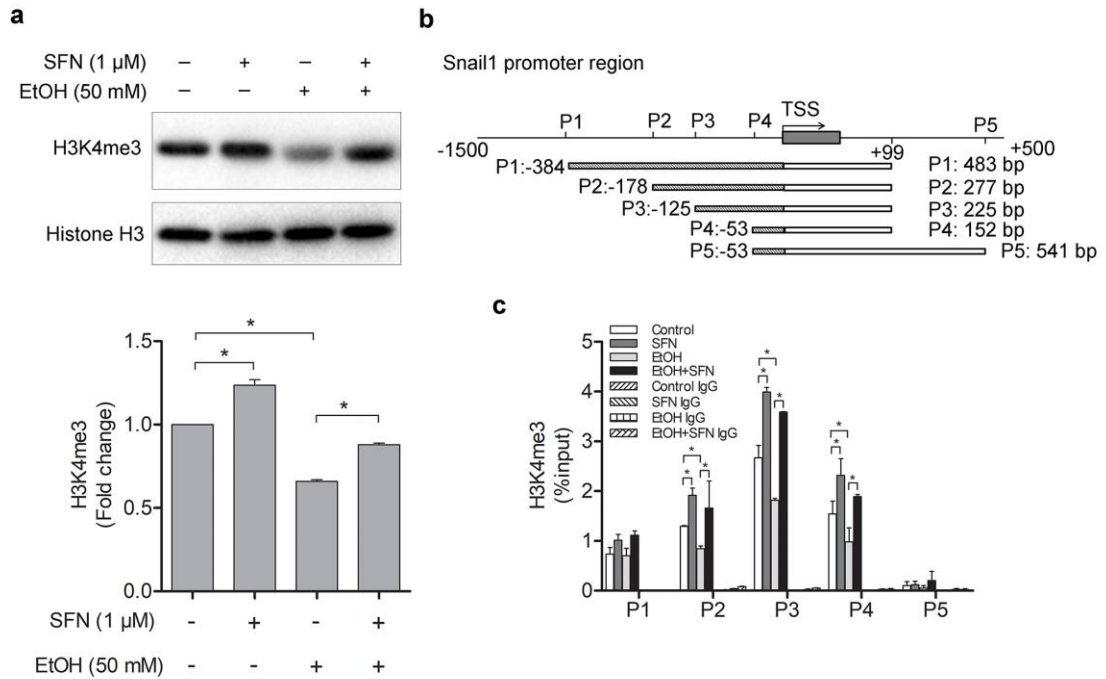 a
SFN (1 µM) – + – +
EtOH (50 mM) – – + +
H3K4me3
Histone H3
1.5
1.0
0.5
0.0
H3K4me3
(Fold change)
* * *
SFN (1 µM) - + - +
EtOH (50 mM) - - + +
b
Snail1 promoter region
P1 P2 P3 P4 TSS P5
-1500 +99 +500
P1:-384 P1: 483 bp
P2:-178 P2: 277 bp
P3:-125 P3: 225 bp
P4:-53 P4: 152 bp
P5:-53 P5: 541 bp
c
Control
SFN
EtOH
EtOH+SFN
Control IgG
SFN IgG
EtOH IgG
EtOH+SFN IgG
5
4
3
2
1
0
H3K4me3
(%input)
* * * * * * * * *
P1 P2 P3 P4 P5